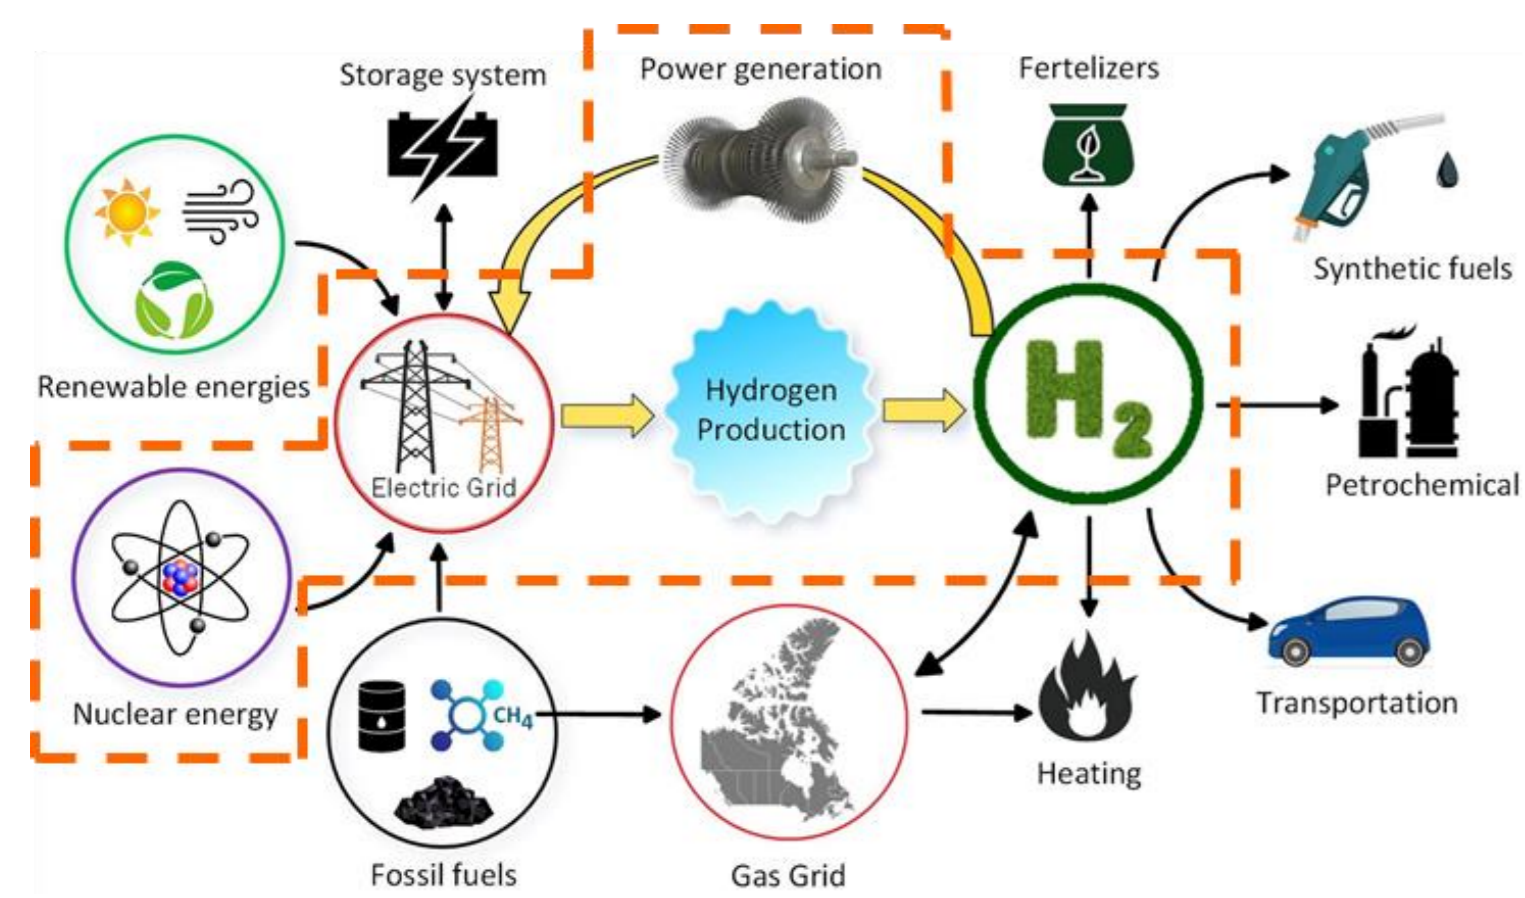 Storage system
Power generation
Fertelizers
Synthetic fuels
Renewable energies
Hydrogen
Production
H2
Electric Grid
Petrochemical
Nuclear energy
CH4
Transportation
Heating
Fossil fuels
Gas Grid